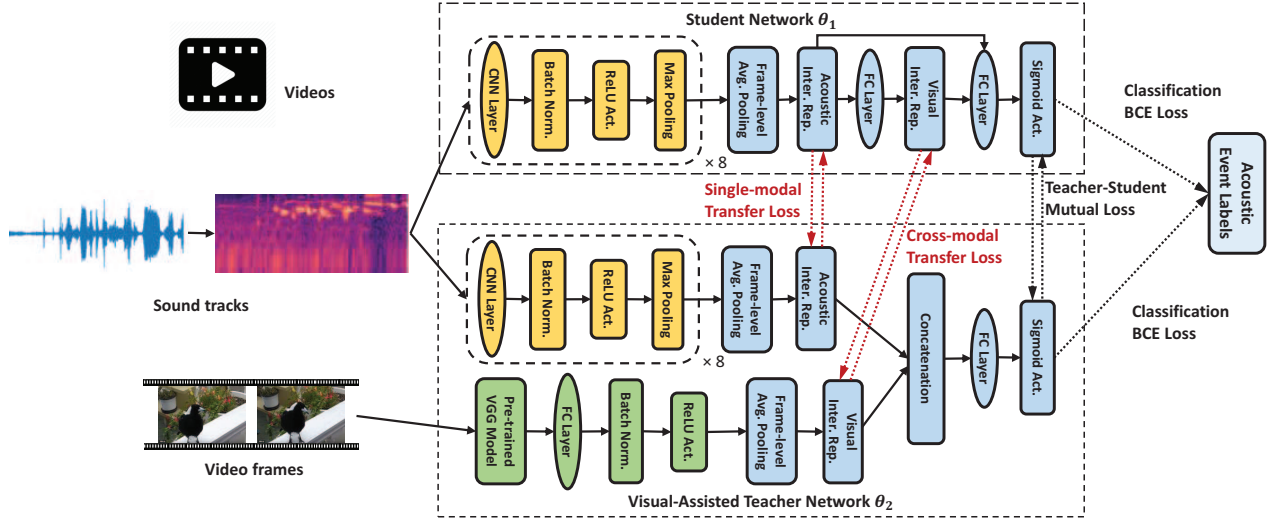 Student Network θ₁
Videos
CNN Layer
Batch Norm.
ReLU Act.
Max Pooling
× 8
Frame-level
Avg. Pooling
Acoustic
Inter. Rep.
FC Layer
Visual
Inter. Rep.
FC Layer
Sigmoid Act.
Classification
BCE Loss
Single-modal
Transfer Loss
Teacher-Student
Mutual Loss
Acoustic
Event Labels
Cross-modal
Transfer Loss
Sound tracks
CNN Layer
Batch Norm.
ReLU Act.
Max Pooling
× 8
Frame-level
Avg. Pooling
Acoustic
Inter. Rep.
Concatenation
FC Layer
Sigmoid Act.
Classification
BCE Loss
Video frames
Pre-trained
VGG Model
FC Layer
Batch Norm.
ReLU Act.
Frame-level
Avg. Pooling
Visual
Inter. Rep.
Visual-Assisted Teacher Network θ₂